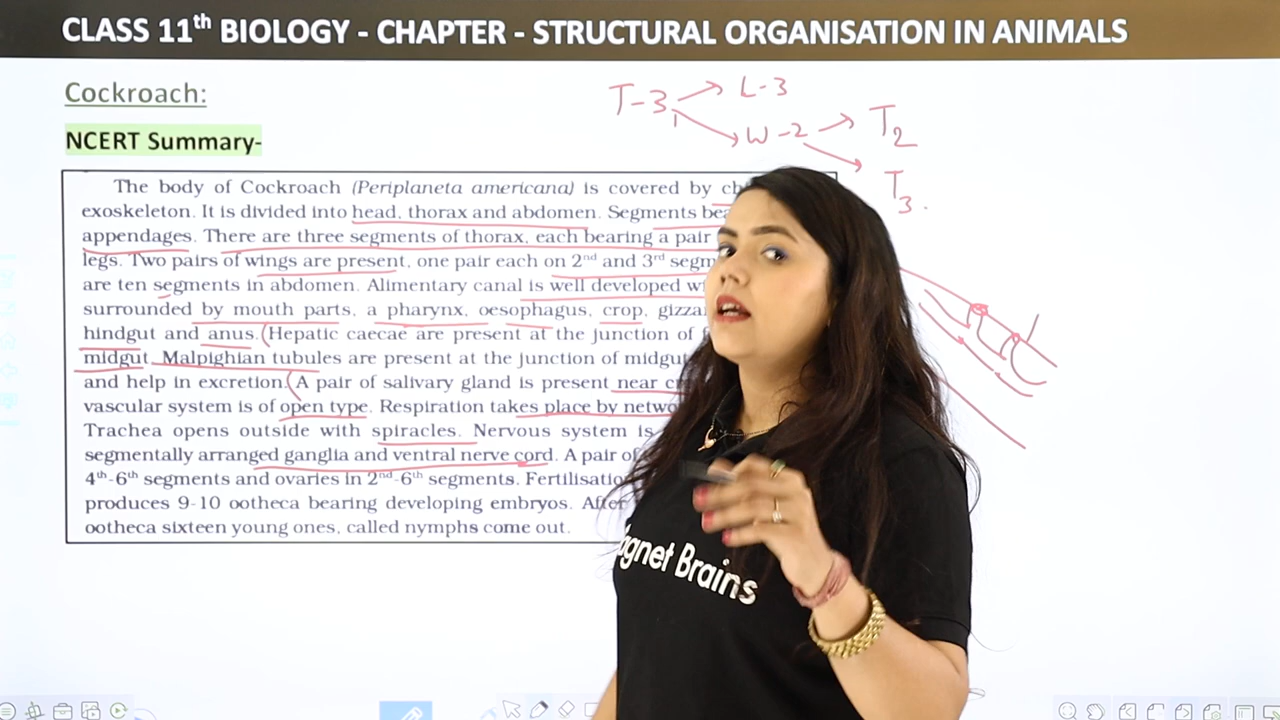 CLASS 11th BIOLOGY - CHAPTER - STRUCTURAL ORGANISATION IN ANIMALS
Cockroach:
NCERT Summary-
T-3
L-3
W-2
T2
T3.
The body of Cockroach (Periplaneta americana) is covered by
exoskeleton. It is divided into head, thorax and abdomen. Segments
appendages. There are three segments of thorax, each bearing a pair
legs. Two pairs of wings are present, one pair each on 2nd and 3rd
are ten segments in abdomen. Alimentary canal is well developed
surrounded by mouth parts, a pharynx, oesophagus, crop,
hindgut and anus. Hepatic caecae are present at the junction of
midgut. Malpighian tubules are present at the junction of midgut
and help in excretion. A pair of salivary gland is present near
vascular system is of open type. Respiration takes place by
Trachea opens outside with spiracles. Nervous system is
segmentally arranged ganglia and ventral nerve cord. A pair of
4th-6th segments and ovaries in 2nd-6th segments.
produces 9-10 ootheca bearing developing embryos. After
ootheca sixteen young ones, called nymphs come out.
agnet Brains